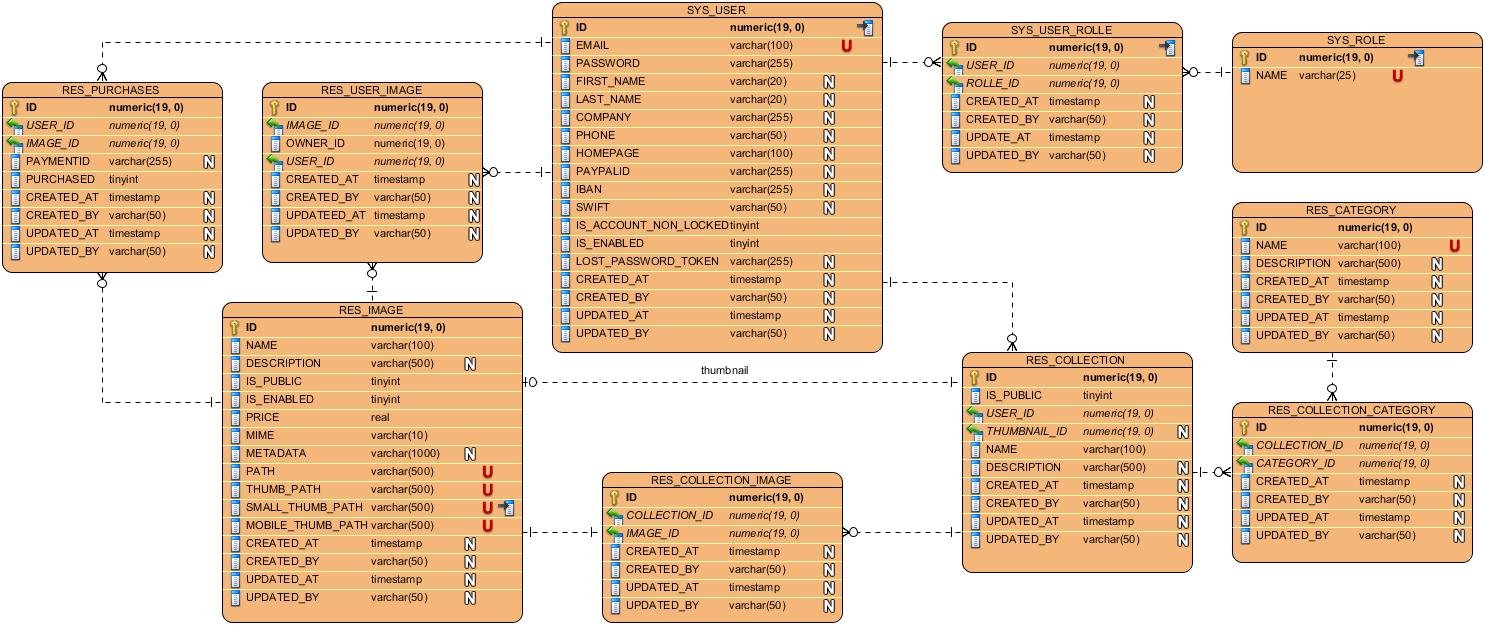 SYS_USER
ID numeric(19, 0)
EMAIL varchar(100) U
PASSWORD varchar(255)
FIRST_NAME varchar(20) N
LAST_NAME varchar(20) N
COMPANY varchar(255) N
PHONE varchar(50) N
HOMEPAGE varchar(100) N
PAYPALID varchar(255) N
IBAN varchar(255) N
SWIFT varchar(50) N
IS_ACCOUNT_NON_LOCKED tinyint
IS_ENABLED tinyint
LOST_PASSWORD_TOKEN varchar(255) N
CREATED_AT timestamp N
CREATED_BY varchar(50) N
UPDATED_AT timestamp N
UPDATED_BY varchar(50) N
SYS_USER_ROLLE
ID numeric(19, 0)
USER_ID numeric(19, 0)
ROLLE_ID numeric(19, 0)
CREATED_AT timestamp N
CREATED_BY varchar(50) N
UPDATE_AT timestamp N
UPDATED_BY varchar(50) N
SYS_ROLE
ID numeric(19, 0)
NAME varchar(25) U
RES_PURCHASES
ID numeric(19, 0)
USER_ID numeric(19, 0)
IMAGE_ID numeric(19, 0)
PAYMENTID varchar(255) N
PURCHASED tinyint
CREATED_AT timestamp N
CREATED_BY varchar(50) N
UPDATED_AT timestamp N
UPDATED_BY varchar(50) N
RES_USER_IMAGE
ID numeric(19, 0)
IMAGE_ID numeric(19, 0)
OWNER_ID numeric(19, 0)
USER_ID numeric(19, 0)
CREATED_AT timestamp N
CREATED_BY varchar(50) N
UPDATEED_AT timestamp N
UPDATED_BY varchar(50) N
RES_CATEGORY
ID numeric(19, 0)
NAME varchar(100) U
DESCRIPTION varchar(500) N
CREATED_AT timestamp N
CREATED_BY varchar(50) N
UPDATED_AT timestamp N
UPDATED_BY varchar(50) N
RES_IMAGE
ID numeric(19, 0)
NAME varchar(100)
DESCRIPTION varchar(500) N
IS_PUBLIC tinyint
IS_ENABLED tinyint
PRICE real
MIME varchar(10)
METADATA varchar(1000) N
PATH varchar(500) U
THUMB_PATH varchar(500) U
SMALL_THUMB_PATH varchar(500) U
MOBILE_THUMB_PATH varchar(500) U
CREATED_AT timestamp N
CREATED_BY varchar(50) N
UPDATED_AT timestamp N
UPDATED_BY varchar(50) N
thumbnail
RES_COLLECTION
ID numeric(19, 0)
IS_PUBLIC tinyint
USER_ID numeric(19, 0)
THUMBNAIL_ID numeric(19, 0) N
NAME varchar(100)
DESCRIPTION varchar(500) N
CREATED_AT timestamp N
CREATED_BY varchar(50) N
UPDATED_AT timestamp N
UPDATED_BY varchar(50) N
RES_COLLECTION_CATEGORY
ID numeric(19, 0)
COLLECTION_ID numeric(19, 0)
CATEGORY_ID numeric(19, 0)
CREATED_AT timestamp N
CREATED_BY varchar(50) N
UPDATED_AT timestamp N
UPDATED_BY varchar(50) N
RES_COLLECTION_IMAGE
ID numeric(19, 0)
COLLECTION_ID numeric(19, 0)
IMAGE_ID numeric(19, 0)
CREATED_AT timestamp N
CREATED_BY varchar(50) N
UPDATED_AT timestamp N
UPDATED_BY varchar(50) N